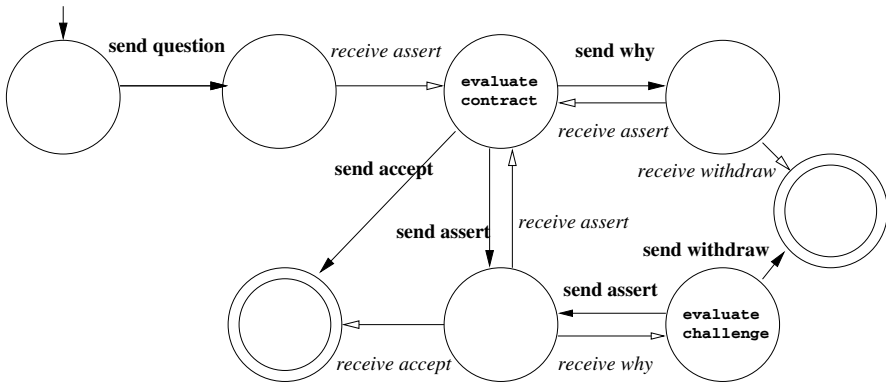 send question
receive assert
evaluate
contract
send why
receive assert
receive withdraw
send accept
send assert
receive assert
send withdraw
send assert
evaluate
challenge
receive accept
receive why